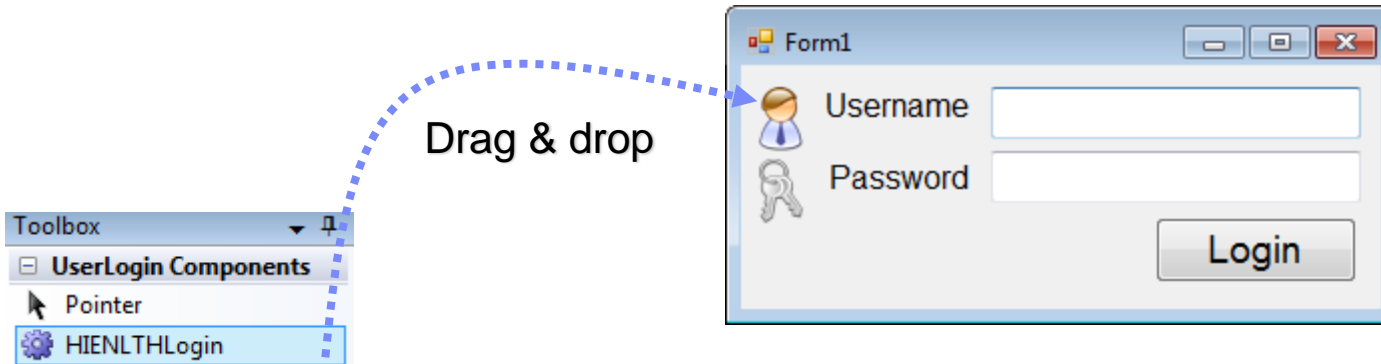 Form1
Username
Drag & drop
Password
Login
Toolbox
UserLogin Components
Pointer
HIENLTHLogin